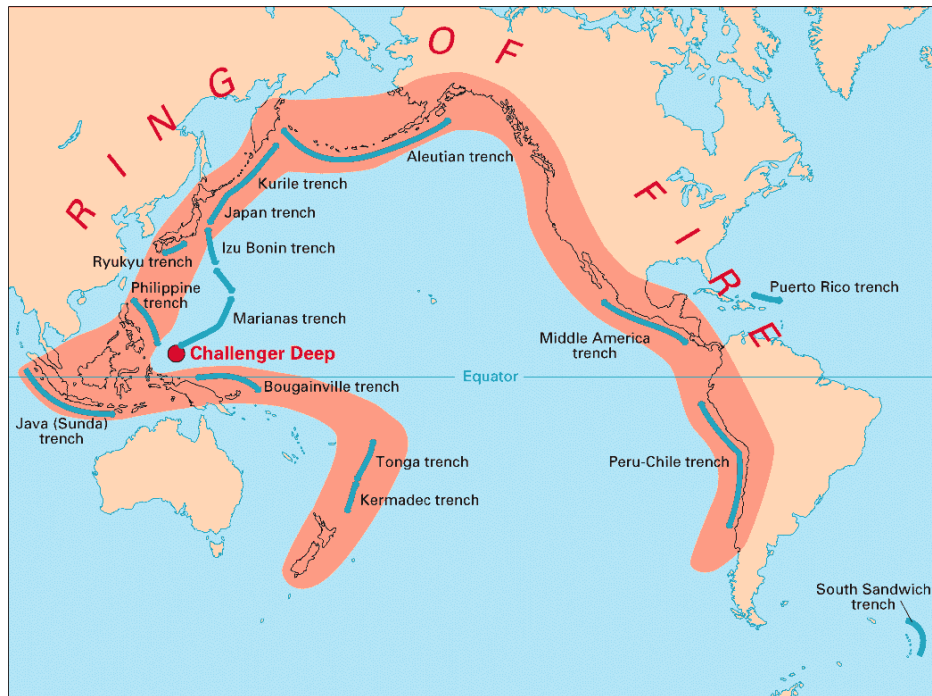 RING OF FIRE
Aleutian trench
Kurile trench
Japan trench
Izu Bonin trench
Ryukyu trench
Philippine
trench
Marianas trench
Challenger Deep
Puerto Rico trench
Middle America
trench
Equator
Bougainville trench
Java (Sunda)
trench
Tonga trench
Kermadec trench
Peru-Chile trench
South Sandwich
trench